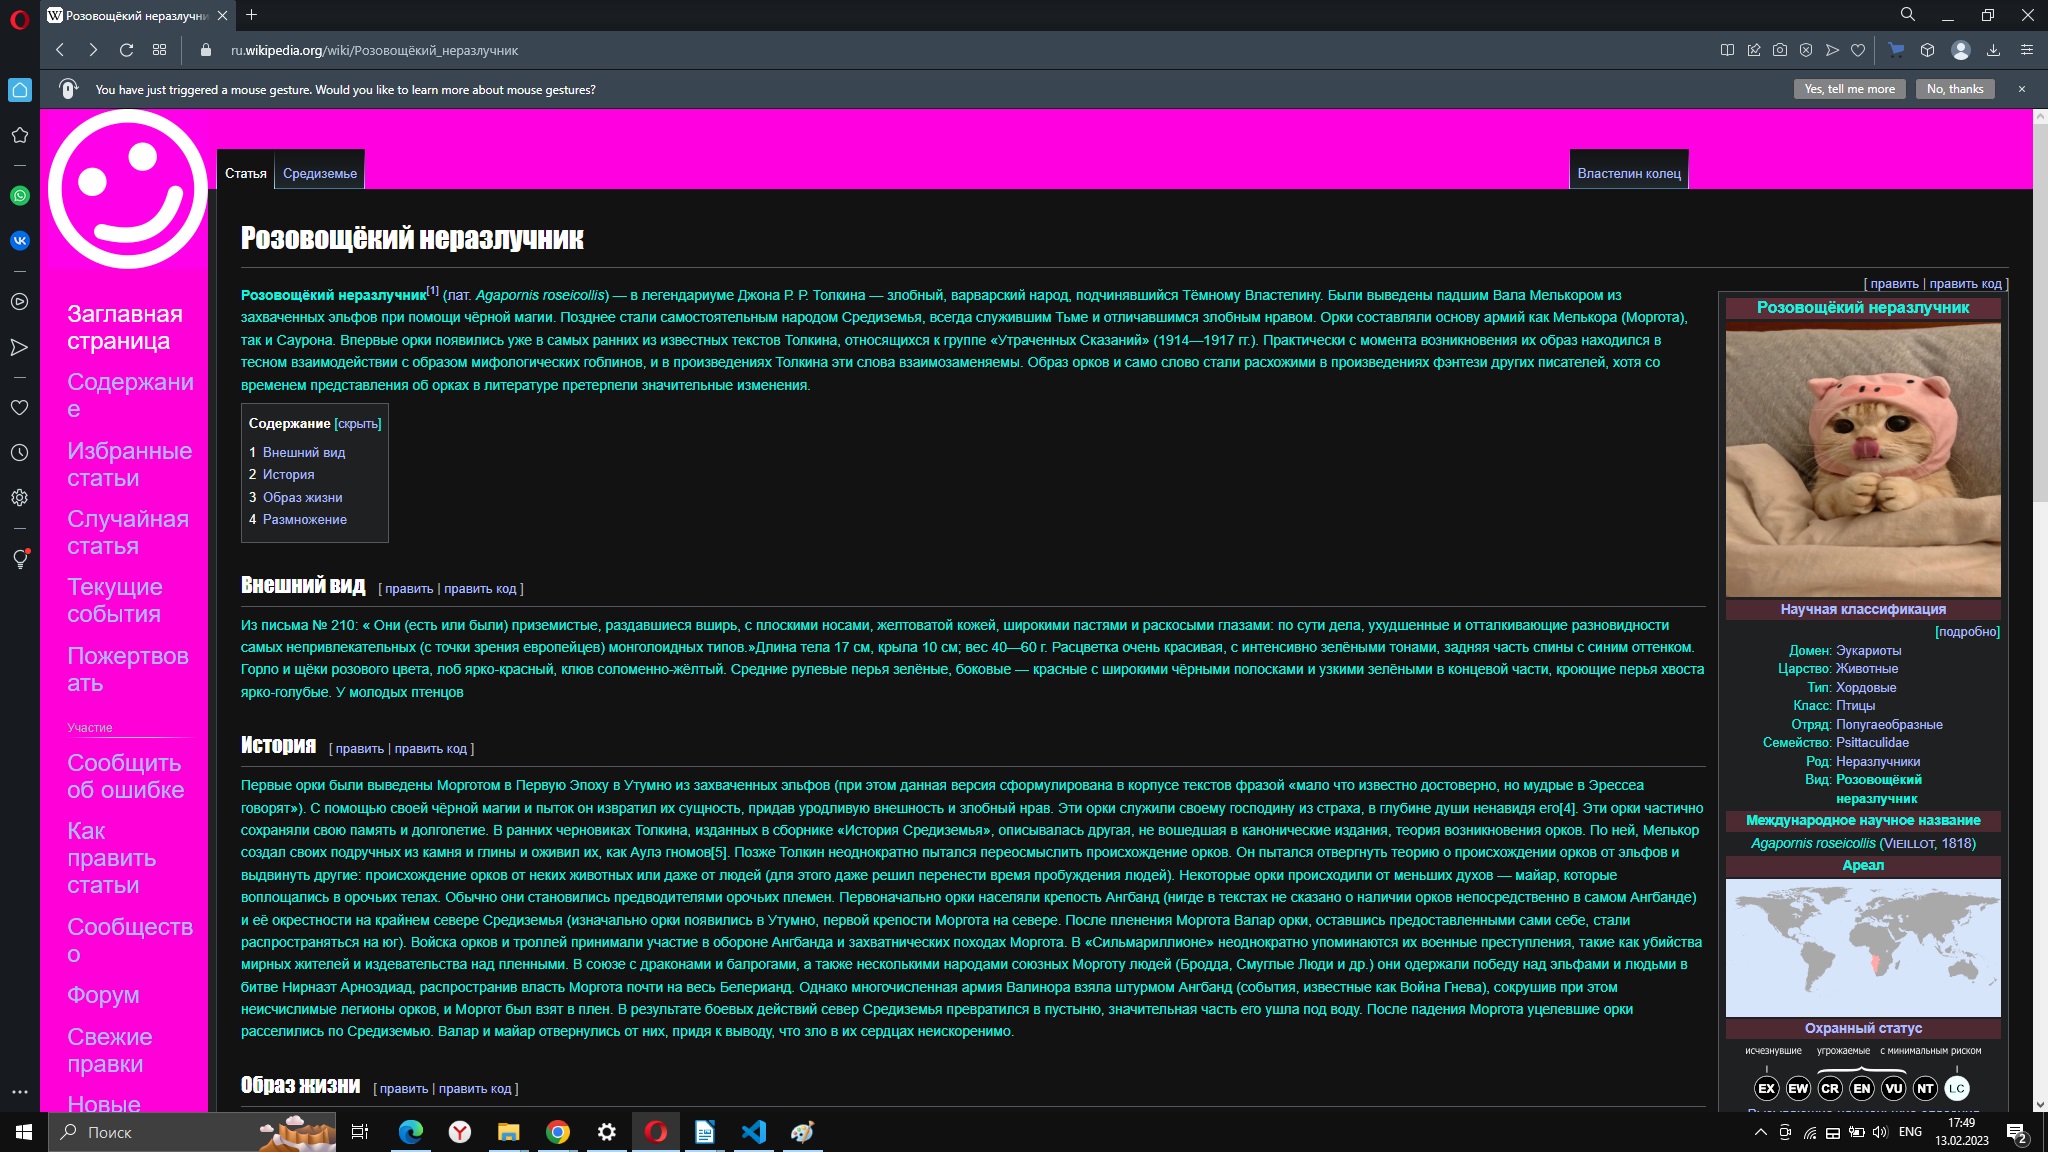 Розовощёкий неразлучни
ru.wikipedia.org/wiki/Розовощёкий_неразлучник
You have just triggered a mouse gesture. Would you like to learn more about mouse gestures?
Yes, tell me more
No, thanks
Статья
Средиземье
Властелин колец
Заглавная
страница
Содержани
е
Избранные
статьи
Случайная
статья
Текущие
события
Пожертвов
ать
Участие
Сообщить
об ошибке
Как
править
статьи
Сообществ
о
Форум
Свежие
правки
Новые
Розовощёкий неразлучник
[ править | править код ]
Розовощёкий неразлучник[1] (лат. Agapornis roseicollis) — в легендариуме Джона Р. Р. Толкина — злобный, варварский народ, подчинявшийся Тёмному Властелину. Были выведены падшим Вала Мелькором из
захваченных эльфов при помощи чёрной магии. Позднее стали самостоятельным народом Средиземья, всегда служившим Тьме и отличавшимся злобным нравом. Орки составляли основу армий как Мелькора (Моргота),
так и Саурона. Впервые орки появились уже в самых ранних из известных текстов Толкина, относящихся к группе «Утраченных Сказаний» (1914—1917 гг.). Практически с момента возникновения их образ находился в
тесном взаимодействии с образом мифологических гоблинов, и в произведениях Толкина эти слова взаимозаменяемы. Образ орков и само слово стали расхожими в произведениях фэнтези других писателей, хотя со
временем представления об орках в литературе претерпели значительные изменения.
Содержание [скрыть]
1 Внешний вид
2 История
3 Образ жизни
4 Размножение
Внешний вид [ править | править код ]
Из письма № 210: « Они (есть или были) приземистые, раздавшиеся вширь, с плоскими носами, желтоватой кожей, широкими пастями и раскосыми глазами: по сути дела, ухудшенные и отталкивающие разновидности
самых непривлекательных (с точки зрения европейцев) монголоидных типов.»Длина тела 17 см, крыла 10 см; вес 40—60 г. Расцветка очень красивая, с интенсивно зелёными тонами, задняя часть спины с синим оттенком.
Горло и щёки розового цвета, лоб ярко-красный, клюв соломенно-жёлтый. Средние рулевые перья зелёные, боковые — красные с широкими чёрными полосками и узкими зелёными в концевой части, кроющие перья хвоста
ярко-голубые. У молодых птенцов
История [ править | править код ]
Первые орки были выведены Морготом в Первую Эпоху в Утумно из захваченных эльфов (при этом данная версия сформулирована в корпусе текстов фразой «мало что известно достоверно, но мудрые в Эрессеа
говорят»). С помощью своей чёрной магии и пыток он извратил их сущность, придав уродливую внешность и злобный нрав. Эти орки служили своему господину из страха, в глубине души ненавидя его[4]. Эти орки частично
сохраняли свою память и долголетие. В ранних черновиках Толкина, изданных в сборнике «История Средиземья», описывалась другая, не вошедшая в канонические издания, теория возникновения орков. По ней, Мелькор
создал своих подручных из камня и глины и оживил их, как Аулэ гномов[5]. Позже Толкин неоднократно пытался переосмыслить происхождение орков. Он пытался отвергнуть теорию о происхождении орков от эльфов и
выдвинуть другие: происхождение орков от неких животных или даже от людей (для этого даже решил перенести время пробуждения людей). Некоторые орки происходили от меньших духов — майар, которые
воплощались в орочьих телах. Обычно они становились предводителями орочьих племен. Первоначально орки населяли крепость Ангбанд (нигде в текстах не сказано о наличии орков непосредственно в самом Ангбанде)
и её окрестности на крайнем севере Средиземья (изначально орки появились в Утумно, первой крепости Моргота на севере. После пленения Моргота Валар орки, оставшись предоставленными сами себе, стали
распространяться на юг). Войска орков и троллей принимали участие в обороне Ангбанда и захватнических походах Моргота. В «Сильмариллионе» неоднократно упоминаются их военные преступления, такие как убийства
мирных жителей и издевательства над пленными. В союзе с драконами и балрогами, а также несколькими народами союзных Морготу людей (Бродда, Смуглые Люди и др.) они одержали победу над эльфами и людьми в
битве Нирнаэт Арноэдиад, распространив власть Моргота почти на весь Белерианд. Однако многочисленная армия Валинора взяла штурмом Ангбанд (события, известные как Война Гнева), сокрушив при этом
неисчислимые легионы орков, и Моргот был взят в плен. В результате боевых действий север Средиземья превратился в пустыню, значительная часть его ушла под воду. После падения Моргота уцелевшие орки
расселились по Средиземью. Валар и майар отвернулись от них, придя к выводу, что зло в их сердцах неискоренимо.
Образ жизни [ править | править код ]
Розовощёкий неразлучник
Научная классификация
[подробно]
Домен: Эукариоты
Царство: Животные
Тип: Хордовые
Класс: Птицы
Отряд: Попугаеобразные
Семейство: Psittaculidae
Род: Неразлучники
Вид: Розовощёкий
неразлучник
Международное научное название
Agapornis roseicollis (VIEILLOT, 1818)
Ареал
Охранный статус
исчезнувшие угрожаемые с минимальным риском
EX EW CR EN VU NT LC
Поиск
ENG
17:49
13.02.2023
2